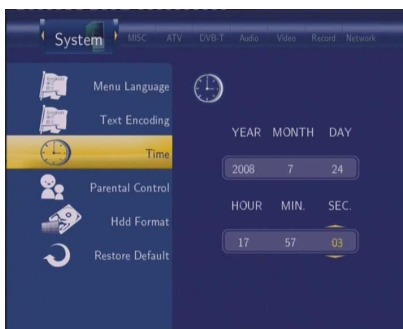 System MISC ATV DVB-T Audio Video Record Network
Menu Language
Text Encoding
Time
Parental Control
Hdd Format
Restore Default
YEAR MONTH DAY
2008 7 24
HOUR MIN. SEC.
17 57 03